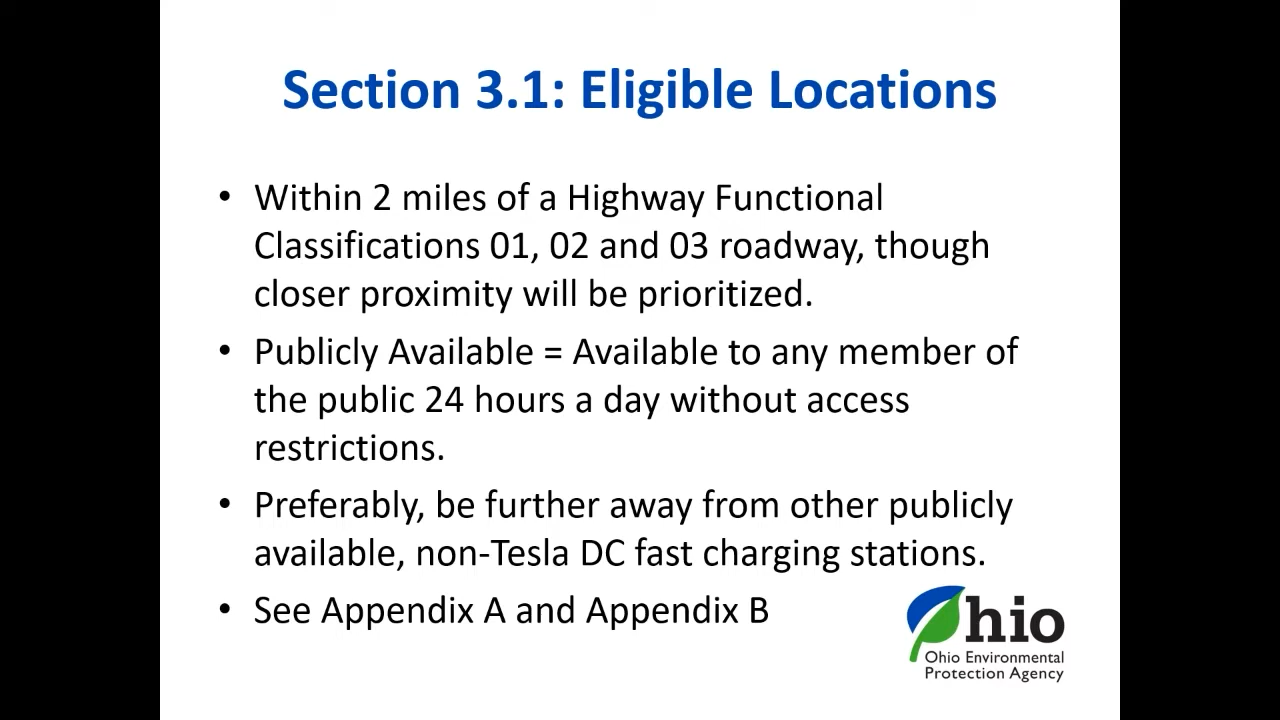 Section 3.1: Eligible Locations
• Within 2 miles of a Highway Functional
Classifications 01, 02 and 03 roadway, though
closer proximity will be prioritized.
• Publicly Available = Available to any member of
the public 24 hours a day without access
restrictions.
• Preferably, be further away from other publicly
available, non-Tesla DC fast charging stations.
• See Appendix A and Appendix B
Ohio
Ohio Environmental
Protection Agency